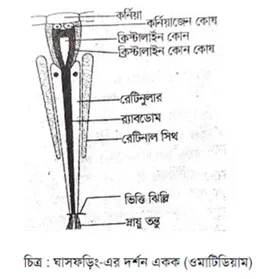 কর্নিয়া
কর্নিয়াজেন কোষ
ক্রিস্টালাইন কোন
ক্রিস্টালাইন কোন কোষ
রেটিনুলার
র‍্যাবডোম
রেটিনাল সিথ
ভিত্তি ঝিল্লি
স্নায়ু তন্তু
চিত্র : ঘাসফড়িং-এর দর্শন একক (ওমাটিডিয়াম)